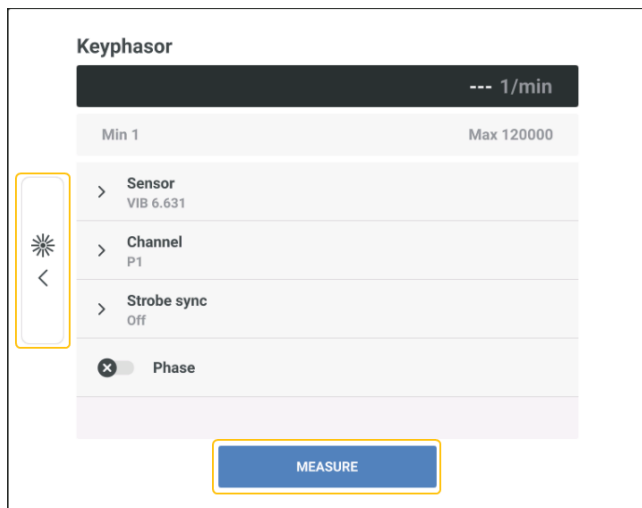 Keyphasor
--- 1/min
Min 1 Max 120000
Sensor
VIB 6.631
Channel
P1
Strobe sync
Off
Phase
MEASURE